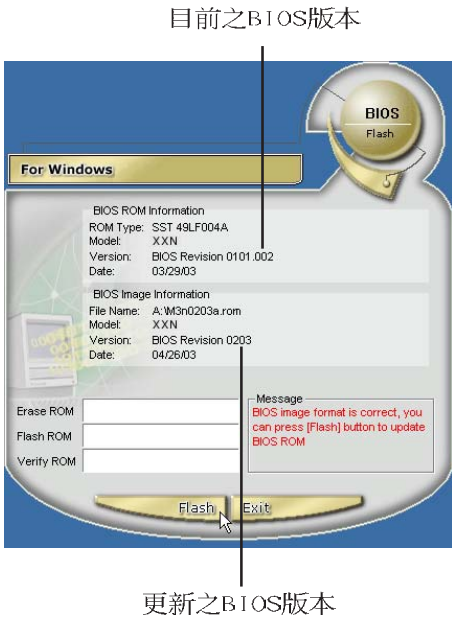 目前之BIOS版本
BIOS
Flash
For Windows
BIOS ROM Information
ROM Type: SST 49LF004A
Model: XXN
Version: BIOS Revision 0101.002
Date: 03/29/03
BIOS Image Information
File Name: A:\M3n0203a.rom
Model: XXN
Version: BIOS Revision 0203
Date: 04/26/03
Erase ROM
Flash ROM
Verify ROM
Message
BIOS image format is correct, you
can press [Flash] button to update
BIOS ROM
Flash Exit
更新之BIOS版本